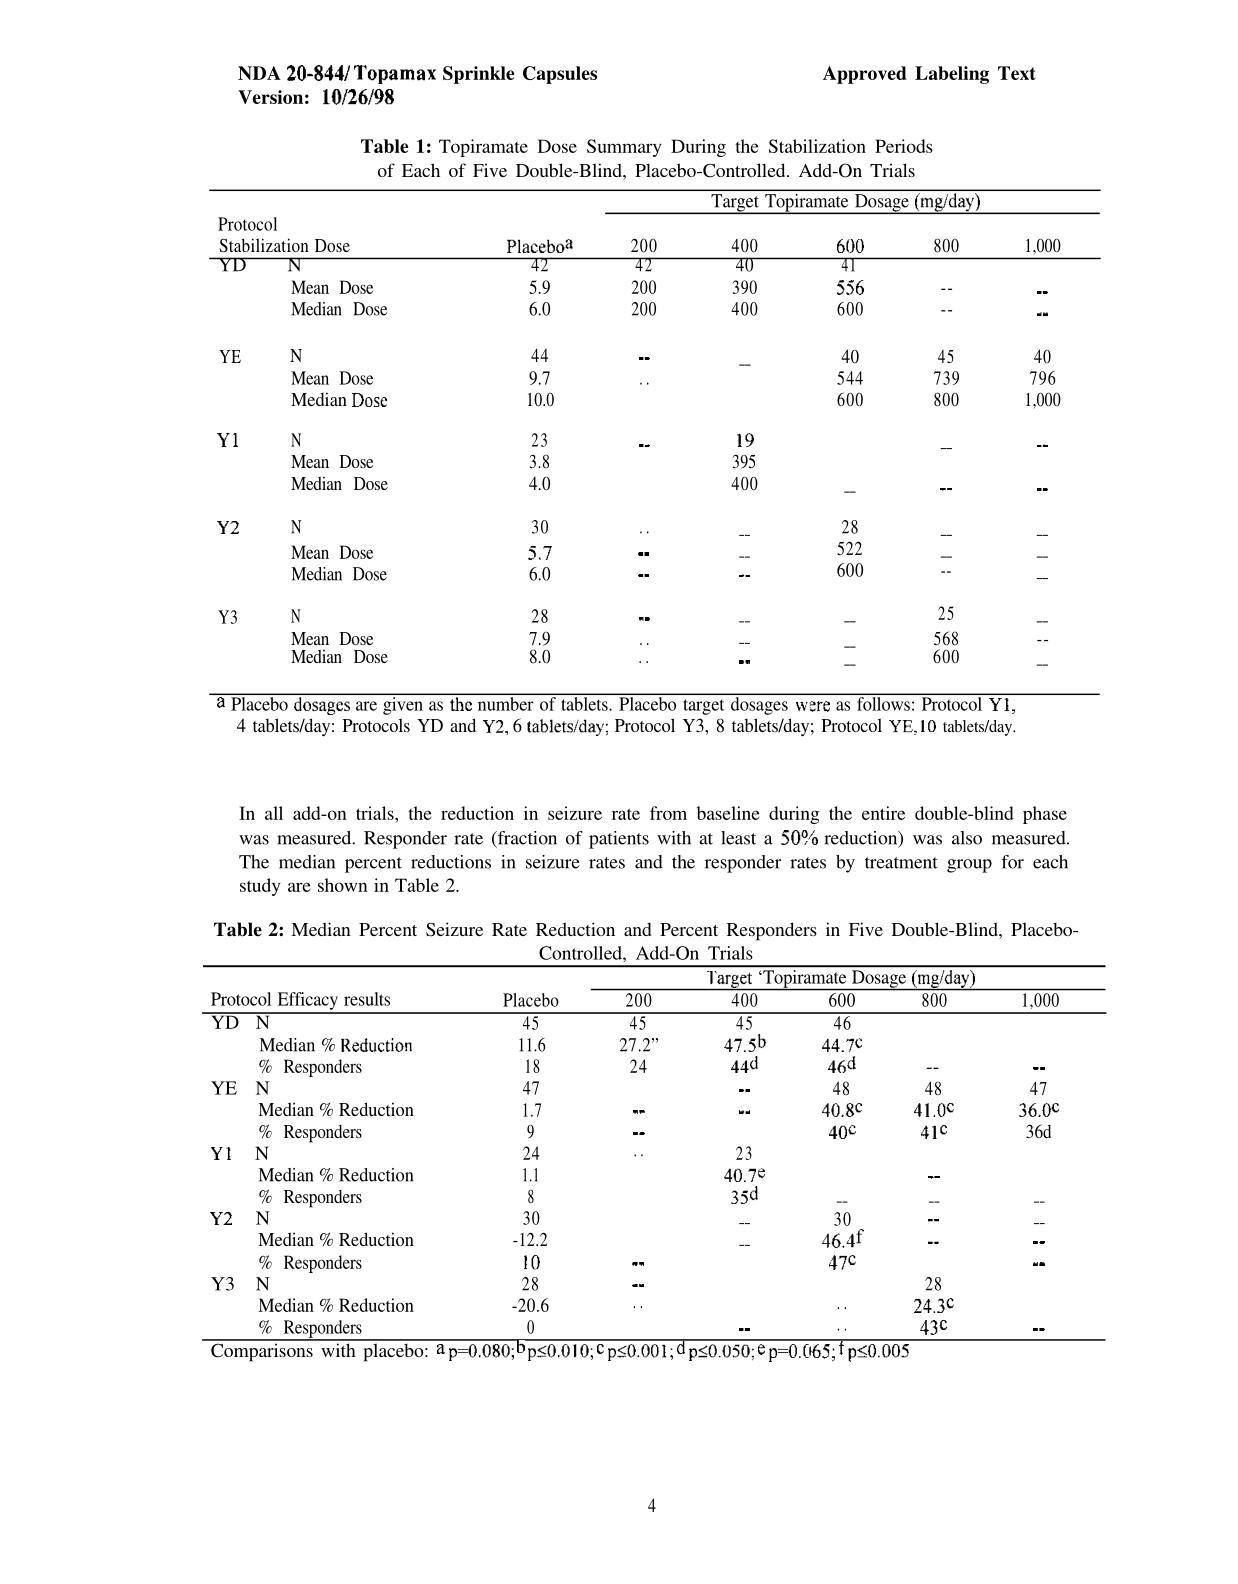 NDA 20-844/ Topamax Sprinkle Capsules Approved Labeling Text
Version: 10/26/98
Table 1: Topiramate Dose Summary During the Stabilization Periods
of Each of Five Double-Blind, Placebo-Controlled. Add-On Trials
Target Topiramate Dosage (mg/day)
Protocol
Stabilization Dose Placebo^a 200 400 600 800 1,000
YD N 42 42 40 41
Mean Dose 5.9 200 390 556 -- --
Median Dose 6.0 200 400 600 -- --
YE N 44 -- – 40 45 40
Mean Dose 9.7 .. 544 739 796
Median Dose 10.0 600 800 1,000
Y1 N 23 -- 19 – --
Mean Dose 3.8 395
Median Dose 4.0 400 – -- --
Y2 N 30 .. – 28 – –
Mean Dose 5.7 -- – 522 – –
Median Dose 6.0 -- -- 600 -- –
Y3 N 28 -- – – 25 –
Mean Dose 7.9 .. – – 568 --
Median Dose 8.0 .. -- – 600 –
a Placebo dosages are given as the number of tablets. Placebo target dosages were as follows: Protocol Y1,
4 tablets/day: Protocols YD and Y2, 6 tablets/day; Protocol Y3, 8 tablets/day; Protocol YE, 10 tablets/day.
In all add-on trials, the reduction in seizure rate from baseline during the entire double-blind phase
was measured. Responder rate (fraction of patients with at least a 50% reduction) was also measured.
The median percent reductions in seizure rates and the responder rates by treatment group for each
study are shown in Table 2.
Table 2: Median Percent Seizure Rate Reduction and Percent Responders in Five Double-Blind, Placebo-
Controlled, Add-On Trials
Target ‘Topiramate Dosage (mg/day)
Protocol Efficacy results Placebo 200 400 600 800 1,000
YD N 45 45 45 46
Median % Reduction 11.6 27.2” 47.5^b 44.7^c
% Responders 18 24 44^d 46^d -- --
YE N 47 -- 48 48 47
Median % Reduction 1.7 -- -- 40.8^c 41.0^c 36.0^c
% Responders 9 -- 40^c 41^c 36d
Y1 N 24 .. 23
Median % Reduction 1.1 40.7^e --
% Responders 8 35^d – – –
Y2 N 30 – 30 -- –
Median % Reduction -12.2 – 46.4^f -- --
% Responders 10 -- 47^c --
Y3 N 28 -- 28
Median % Reduction -20.6 .. .. 24.3^c
% Responders 0 -- .. 43^c --
Comparisons with placebo: ^a p=0.080; ^b p≤0.010; ^c p≤0.001; ^d p≤0.050; ^e p=0.065; ^f p≤0.005
4